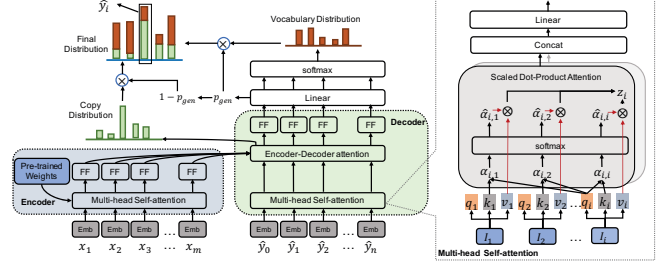 ŷᵢ
Final
Distribution
Vocabulary Distribution
softmax
1 − p_gen
p_gen
Linear
Copy
Distribution
FF FF FF ... FF
Decoder
Encoder-Decoder attention
Pre-trained
Weights
FF FF FF ... FF
Encoder
Multi-head Self-attention
Multi-head Self-attention
Emb Emb Emb ... Emb
Emb Emb Emb ... Emb
x₁ x₂ x₃ ... xₘ
ŷ₀ ŷ₁ ŷ₂ ... ŷₙ
Linear
Concat
Scaled Dot-Product Attention
zᵢ
α̂ᵢ,₁ α̂ᵢ,₂ α̂ᵢ,ᵢ
softmax
αᵢ,₁ αᵢ,₂ αᵢ,ᵢ
q₁ k₁ v₁ q₂ k₂ v₂ ... qᵢ kᵢ vᵢ
I₁ I₂ ... Iᵢ
Multi-head Self-attention